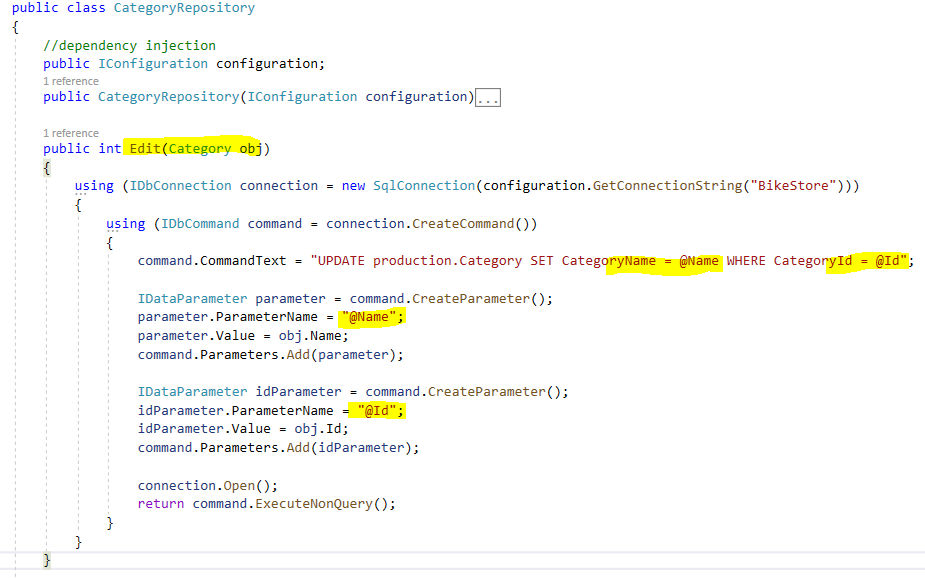 public class CategoryRepository
{
//dependency injection
public IConfiguration configuration;
1 reference
public CategoryRepository(IConfiguration configuration)...
1 reference
public int Edit(Category obj)
{
using (IDbConnection connection = new SqlConnection(configuration.GetConnectionString("BikeStore")))
{
using (IDbCommand command = connection.CreateCommand())
{
command.CommandText = "UPDATE production.Category SET CategoryName = @Name WHERE CategoryId = @Id";
IDataParameter parameter = command.CreateParameter();
parameter.ParameterName = "@Name";
parameter.Value = obj.Name;
command.Parameters.Add(parameter);
IDataParameter idParameter = command.CreateParameter();
idParameter.ParameterName = "@Id";
idParameter.Value = obj.Id;
command.Parameters.Add(idParameter);
connection.Open();
return command.ExecuteNonQuery();
}
}
}